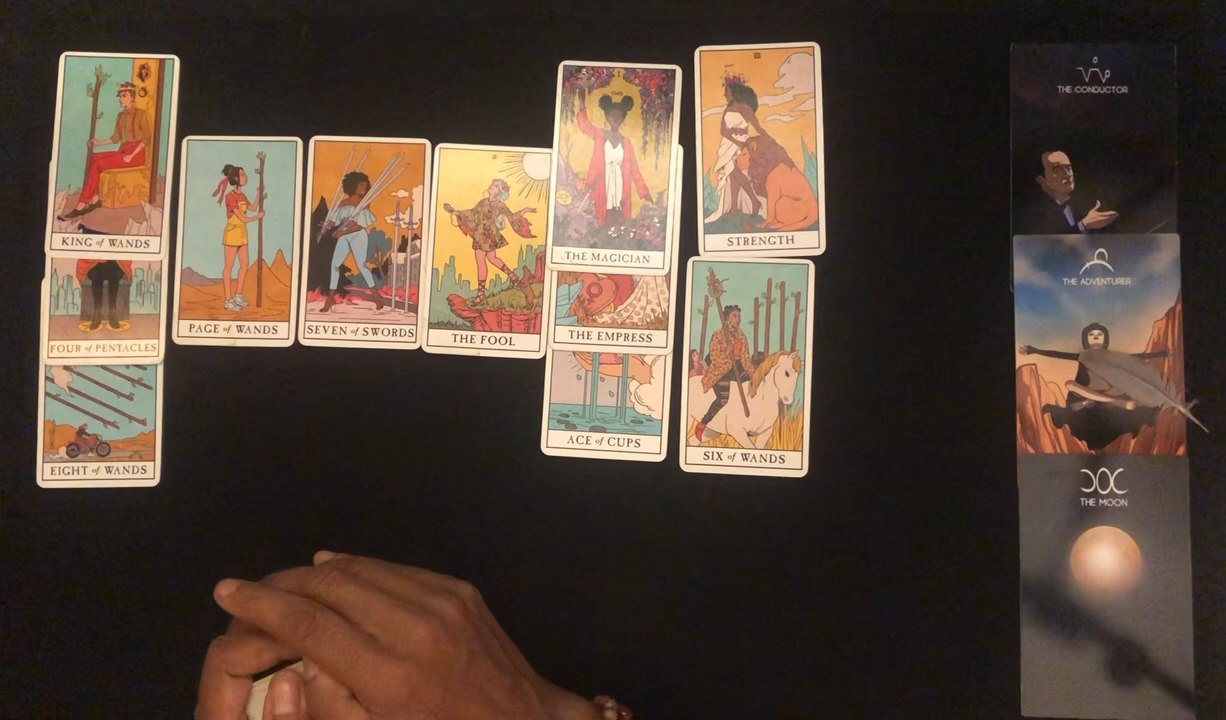 KING of WANDS
FOUR of PENTACLES
EIGHT of WANDS
PAGE of WANDS
SEVEN of SWORDS
THE FOOL
I
THE MAGICIAN
THE EMPRESS
ACE of CUPS
VIII
STRENGTH
SIX of WANDS
THE CONDUCTOR
THE ADVENTURER
THE MOON